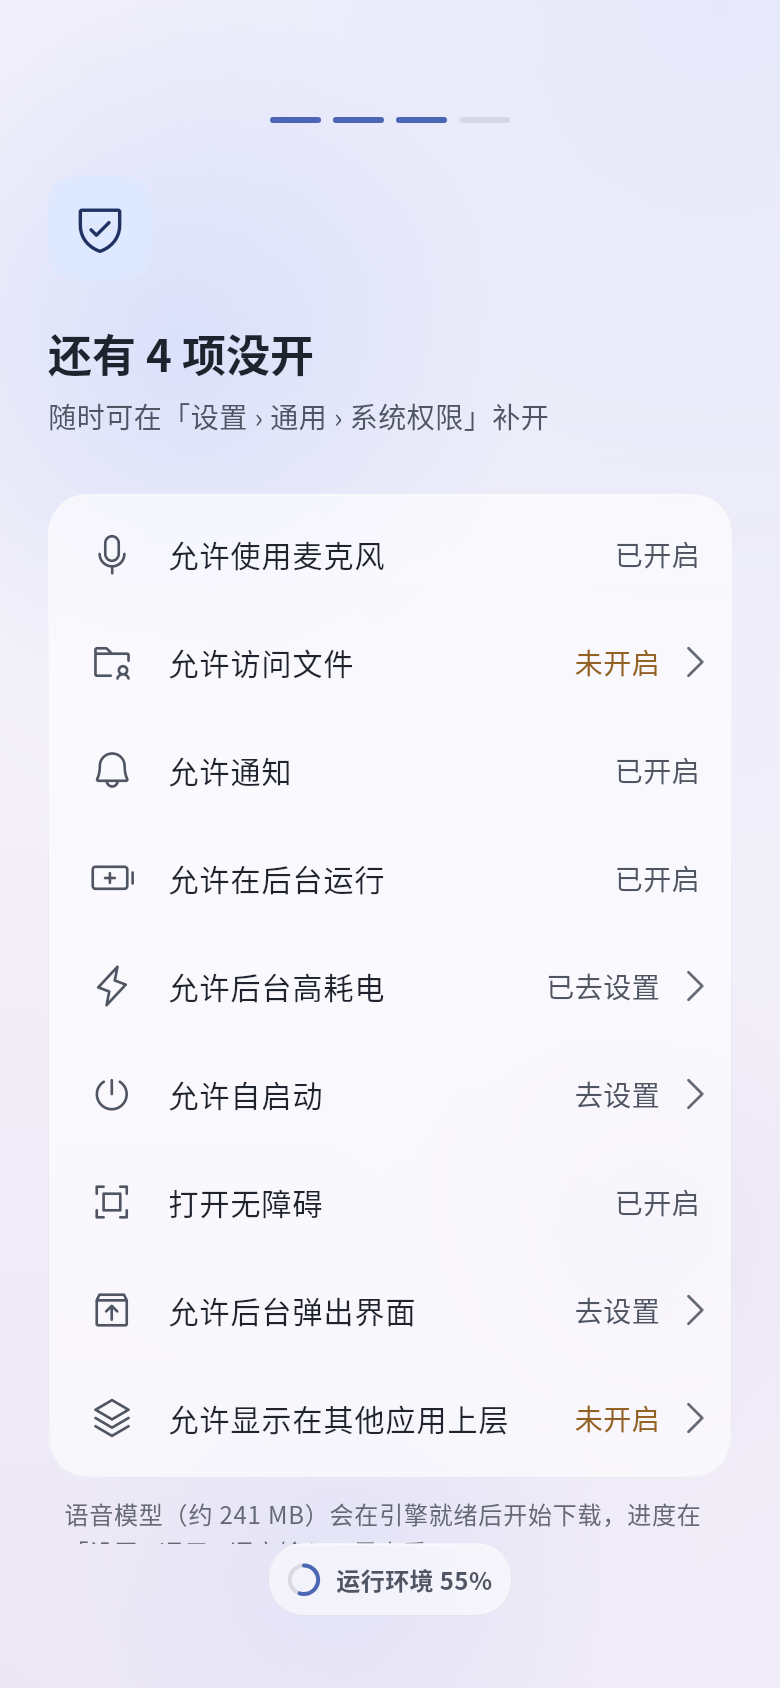 还有 4 项没开
随时可在「设置 › 通用 › 系统权限」补开
允许使用麦克风 已开启
允许访问文件 未开启
允许通知 已开启
允许在后台运行 已开启
允许后台高耗电 已去设置
允许自启动 去设置
打开无障碍 已开启
允许后台弹出界面 去设置
允许显示在其他应用上层 未开启
语音模型（约 241 MB）会在引擎就绪后开始下载，进度在
运行环境 55%